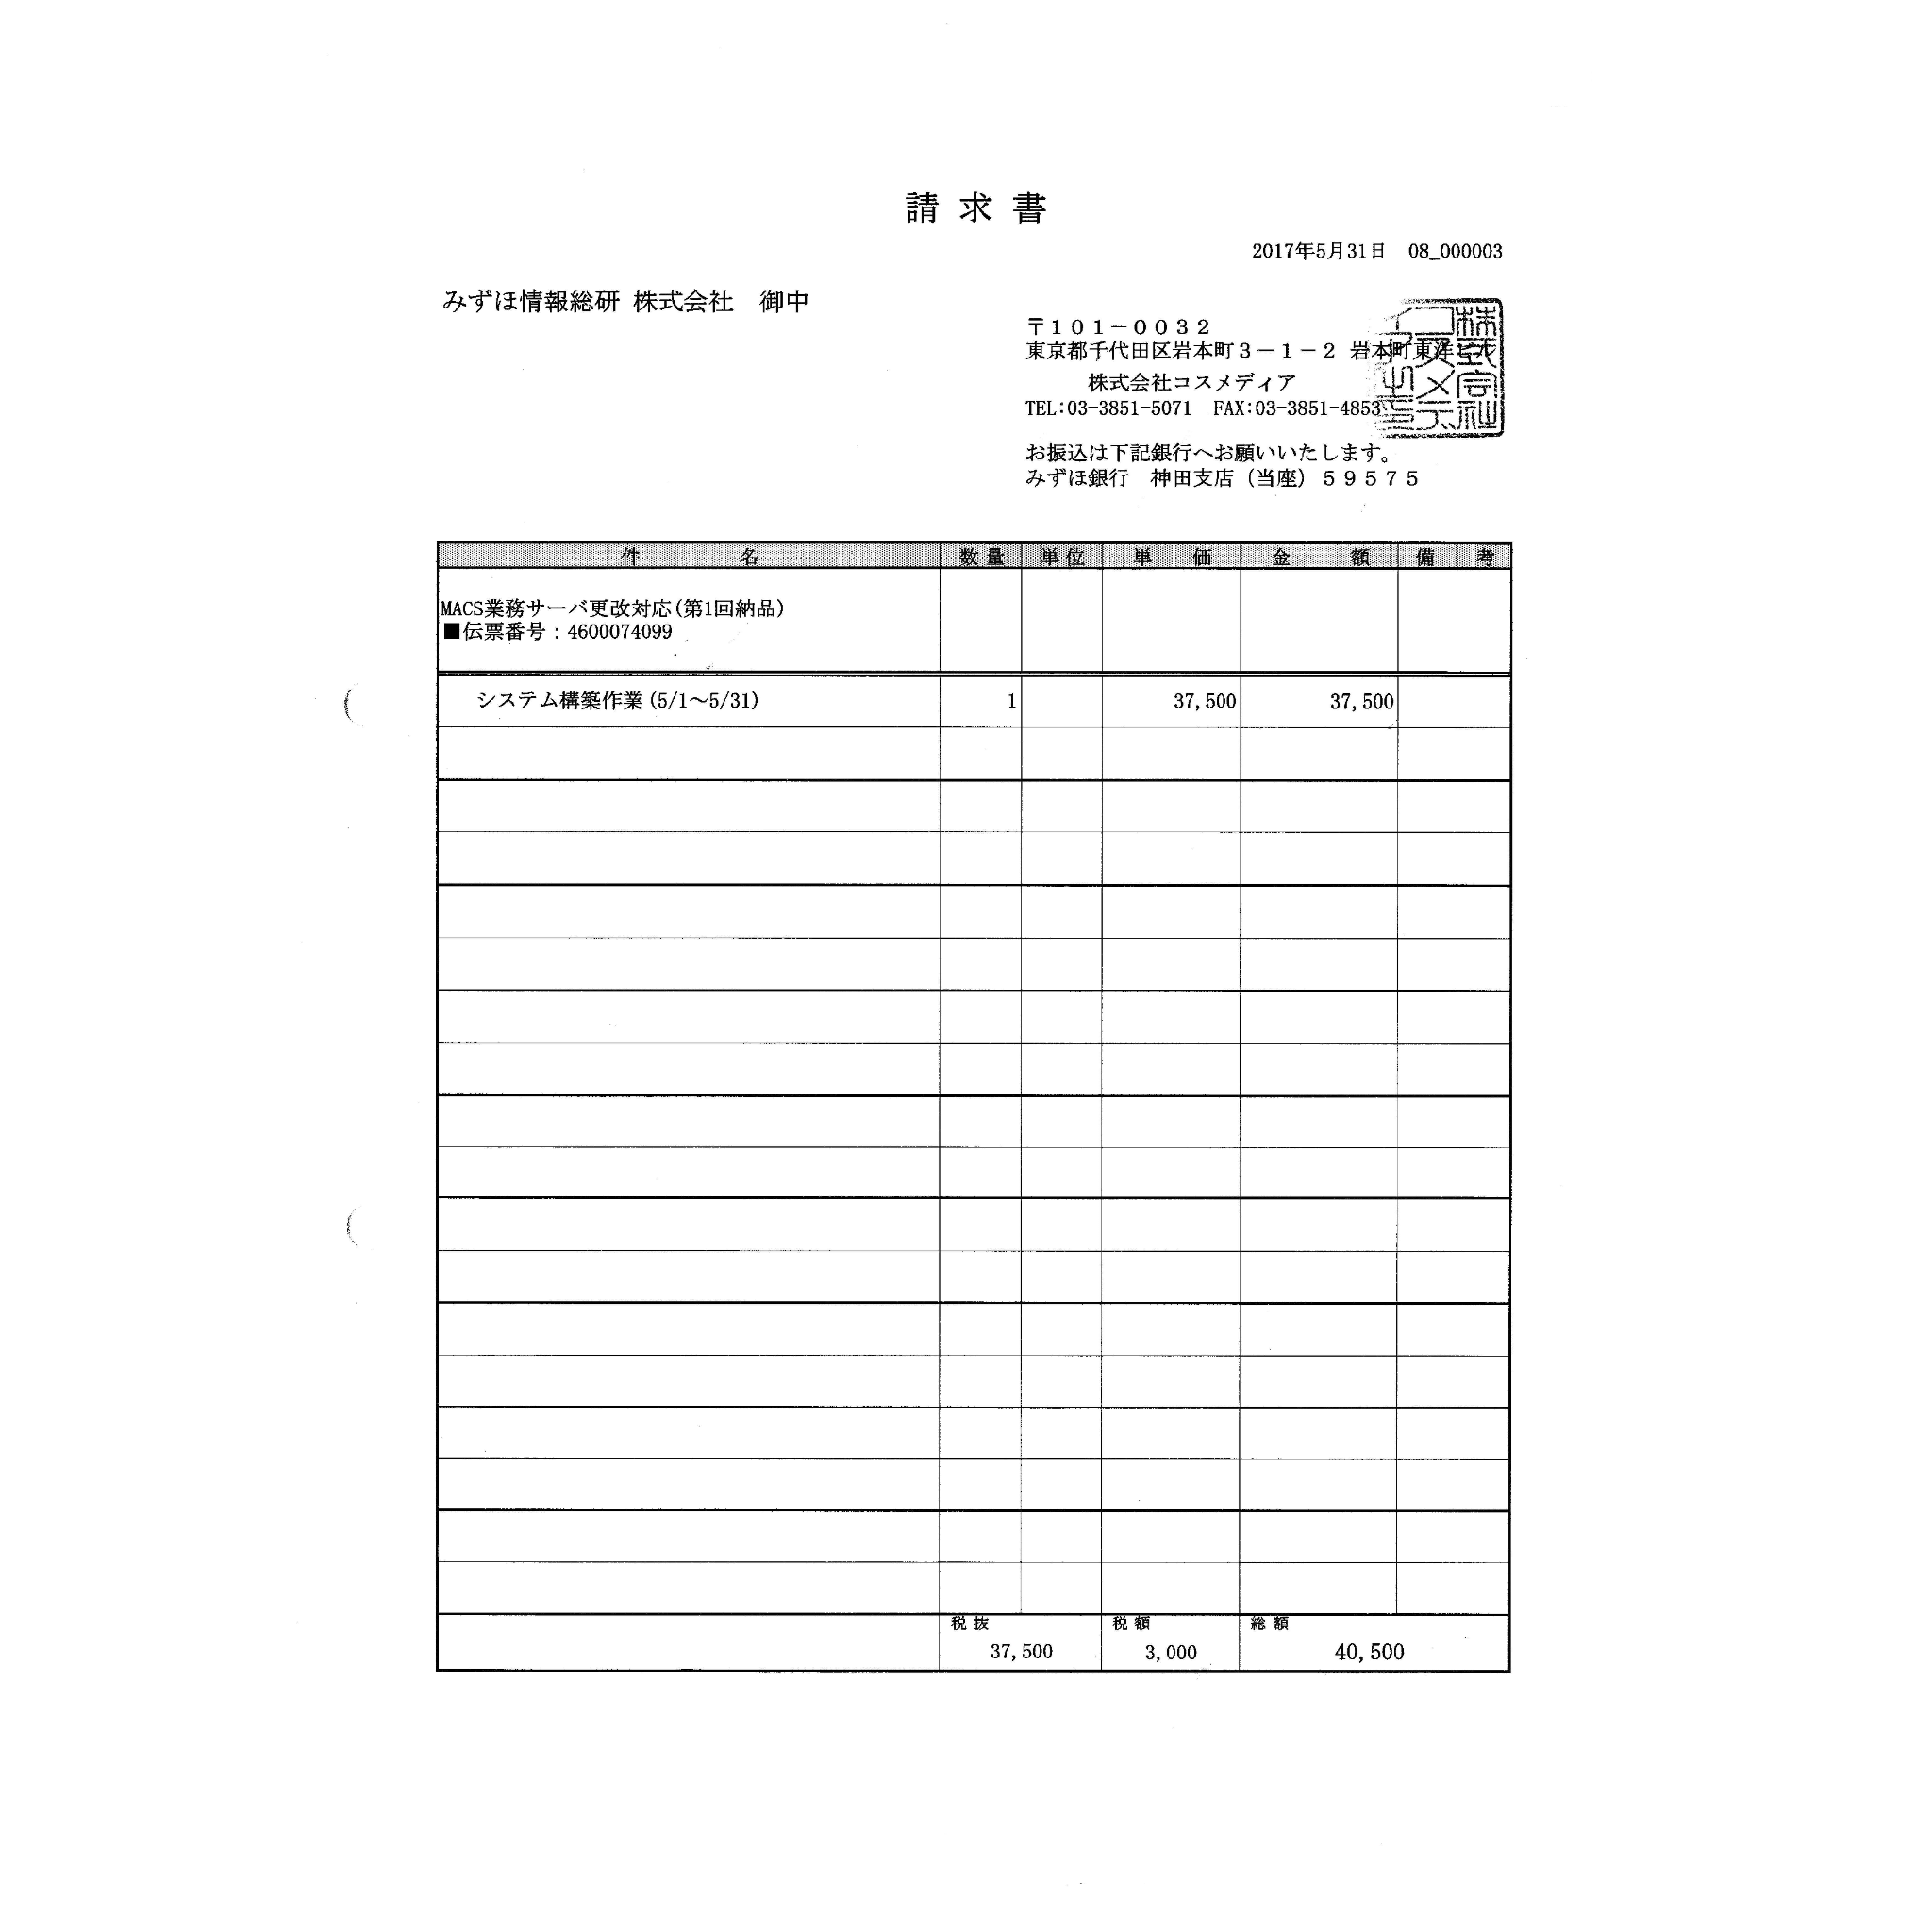 請求書
2017年5月31日　08_000003
みずほ情報総研 株式会社　御中
〒１０１－００３２
東京都千代田区岩本町３－１－２ 岩本町東洋ビル
株式会社コスメディア
TEL:03-3851-5071　FAX:03-3851-4853
お振込は下記銀行へお願いいたします。
みずほ銀行　神田支店（当座）５９５７５
件　名　数量　単位　単　価　金　額　備　考
MACS業務サーバ更改対応(第1回納品)
■伝票番号：4600074099
システム構築作業(5/1～5/31)　1　37,500　37,500
税抜　税額　総額
37,500　3,000　40,500